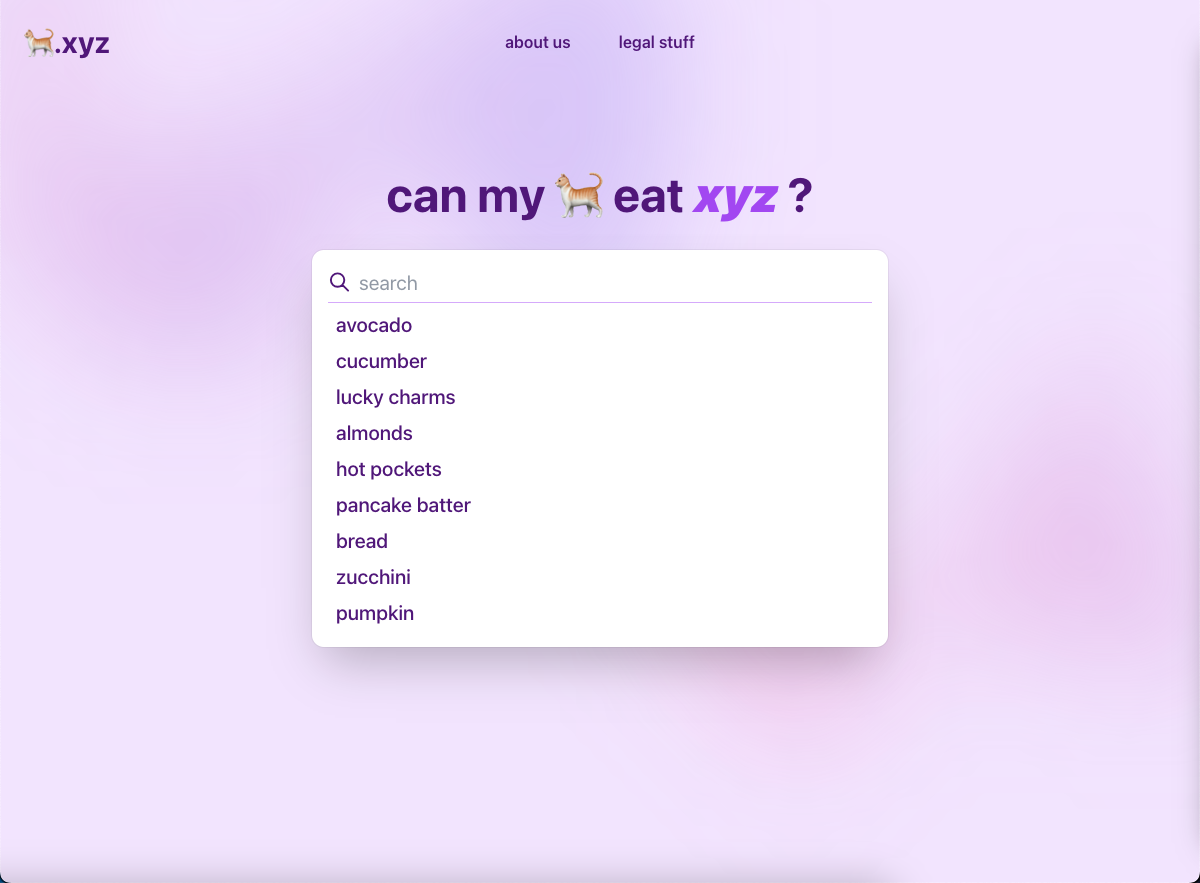 🐈.xyz
about us
legal stuff
can my 🐈 eat xyz ?
search
avocado
cucumber
lucky charms
almonds
hot pockets
pancake batter
bread
zucchini
pumpkin